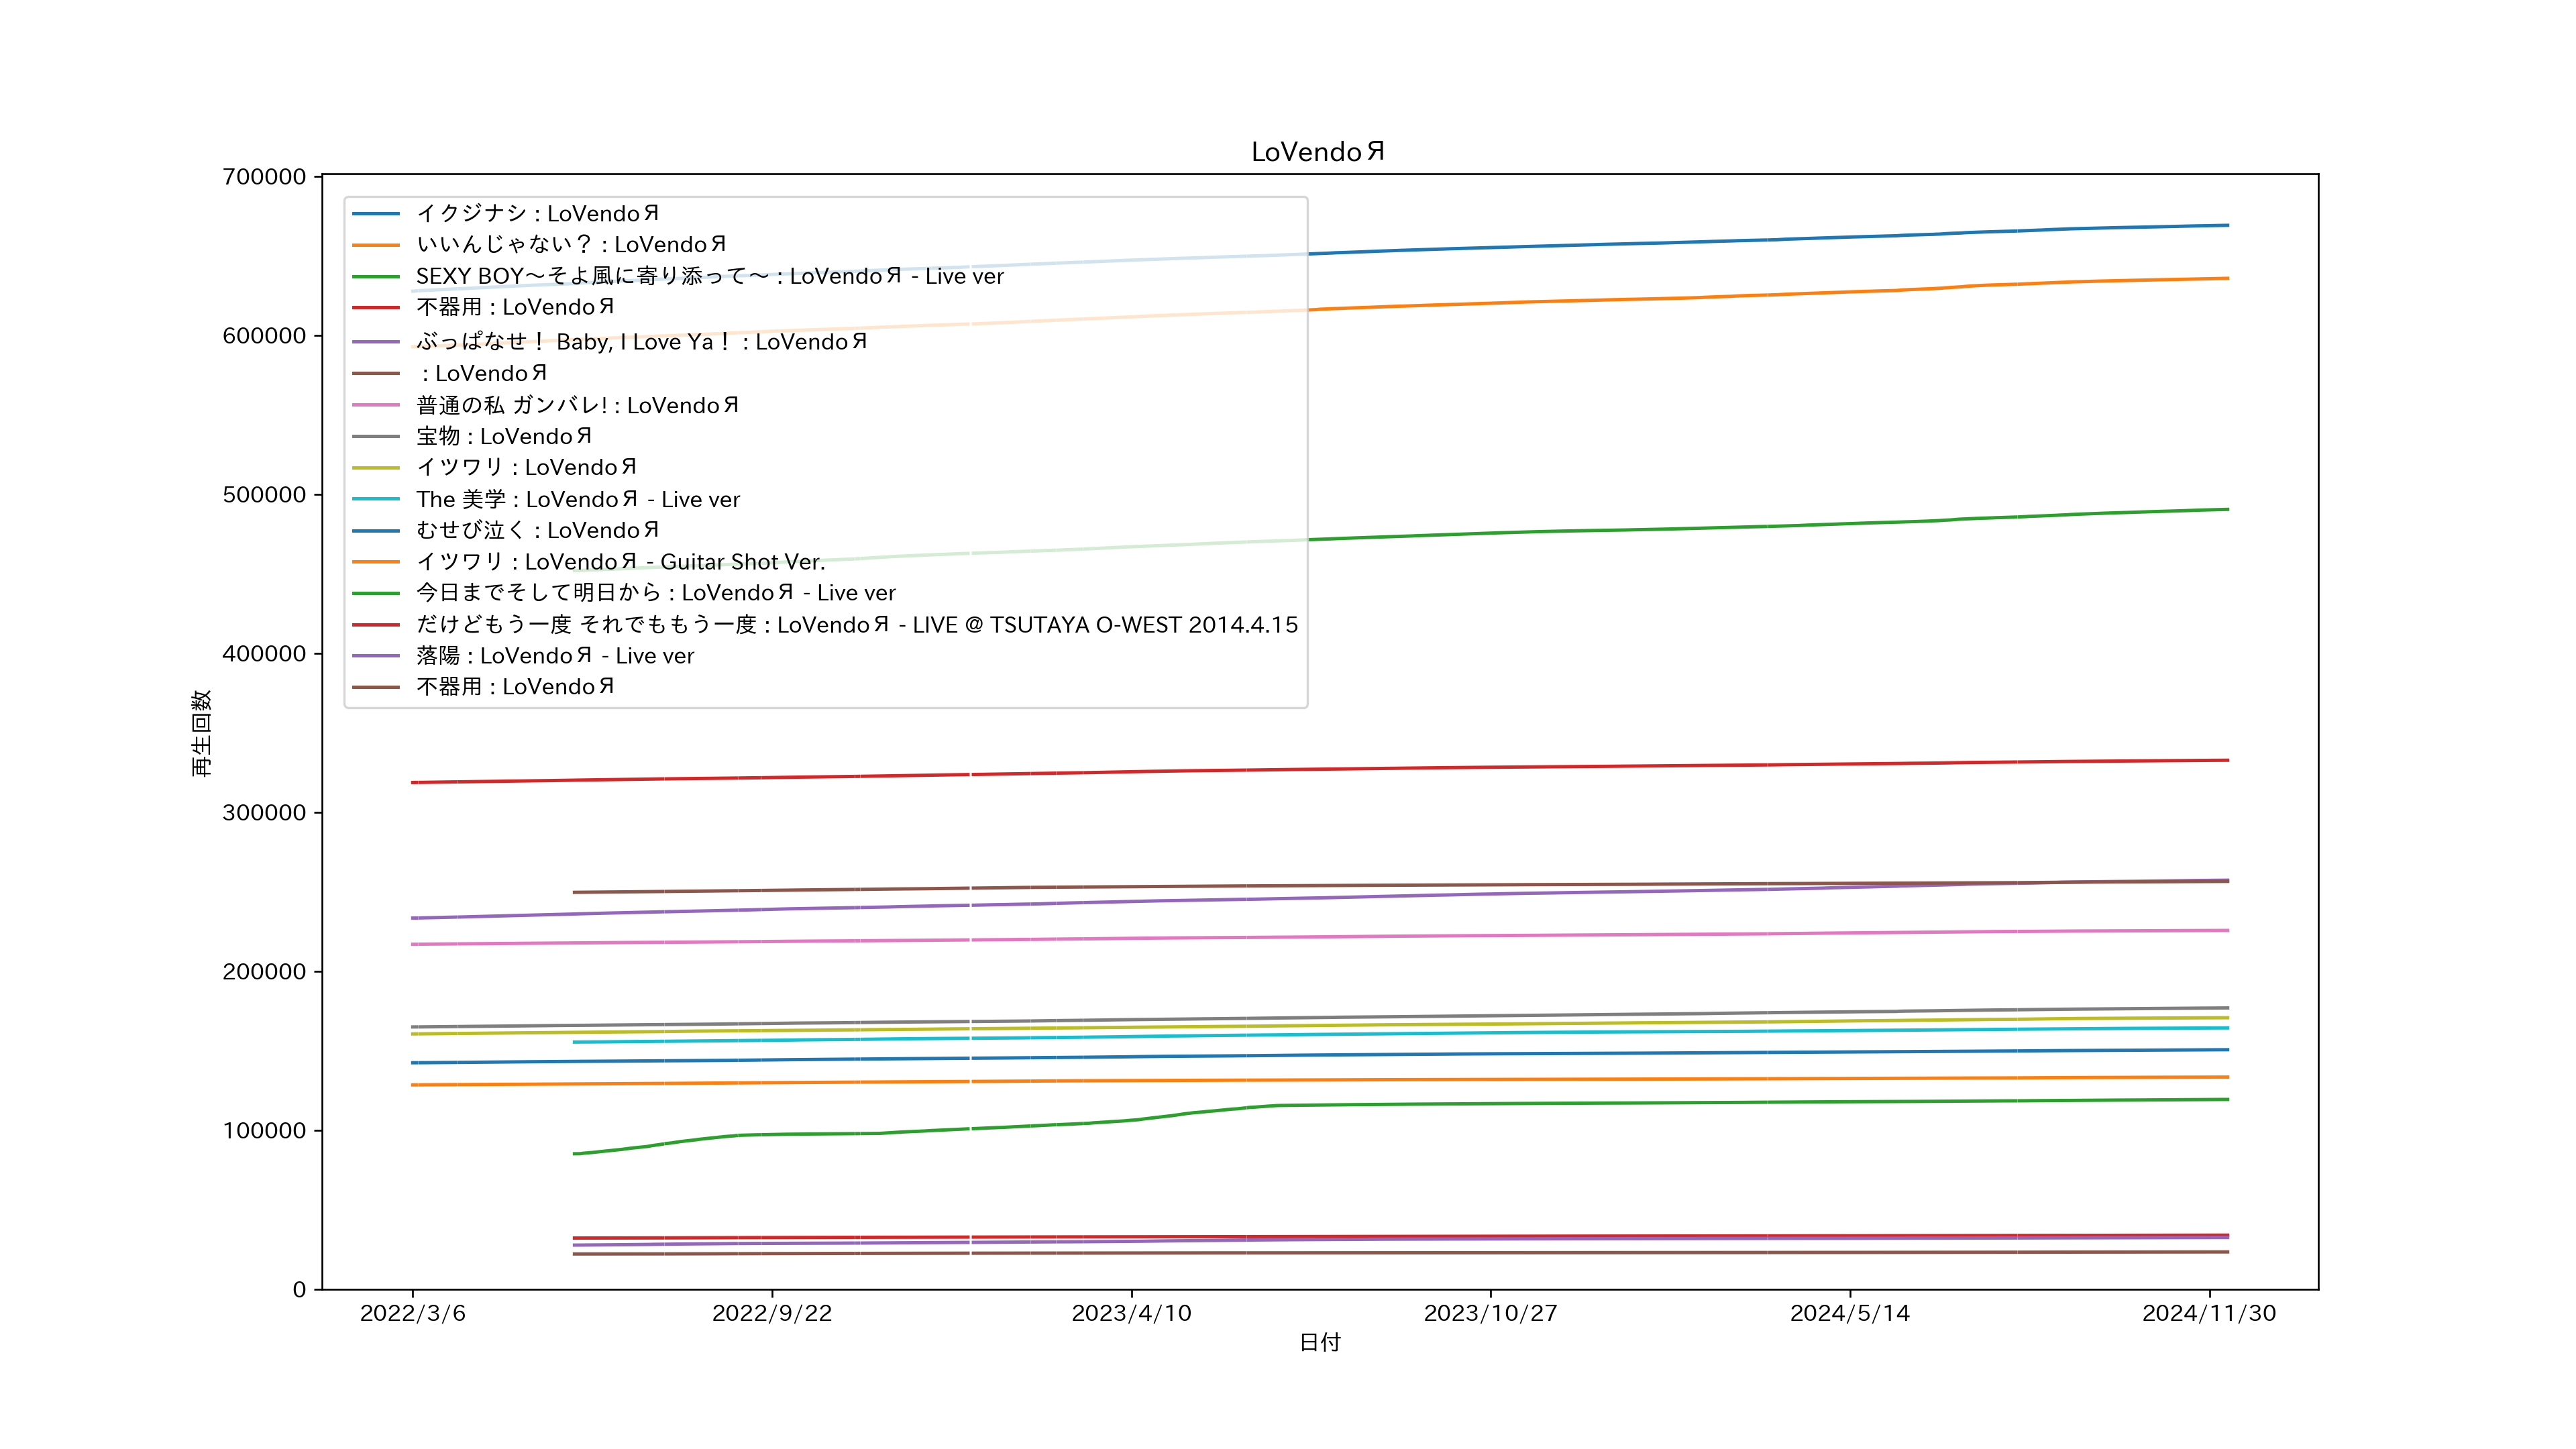 LoVendoЯ
700000
600000
500000
400000
300000
200000
100000
0
再生回数
イクジナシ : LoVendoЯ
いいんじゃない？ : LoVendoЯ
SEXY BOY～そよ風に寄り添って～ : LoVendoЯ - Live ver
不器用 : LoVendoЯ
ぶっぱなせ！ Baby, I Love Ya！ : LoVendoЯ
: LoVendoЯ
普通の私 ガンバレ! : LoVendoЯ
宝物 : LoVendoЯ
イツワリ : LoVendoЯ
The 美学 : LoVendoЯ - Live ver
むせび泣く : LoVendoЯ
イツワリ : LoVendoЯ - Guitar Shot Ver.
今日までそして明日から : LoVendoЯ - Live ver
だけどもう一度 それでももう一度 : LoVendoЯ - LIVE @ TSUTAYA O-WEST 2014.4.15
落陽 : LoVendoЯ - Live ver
不器用 : LoVendoЯ
2022/3/6
2022/9/22
2023/4/10
2023/10/27
2024/5/14
2024/11/30
日付